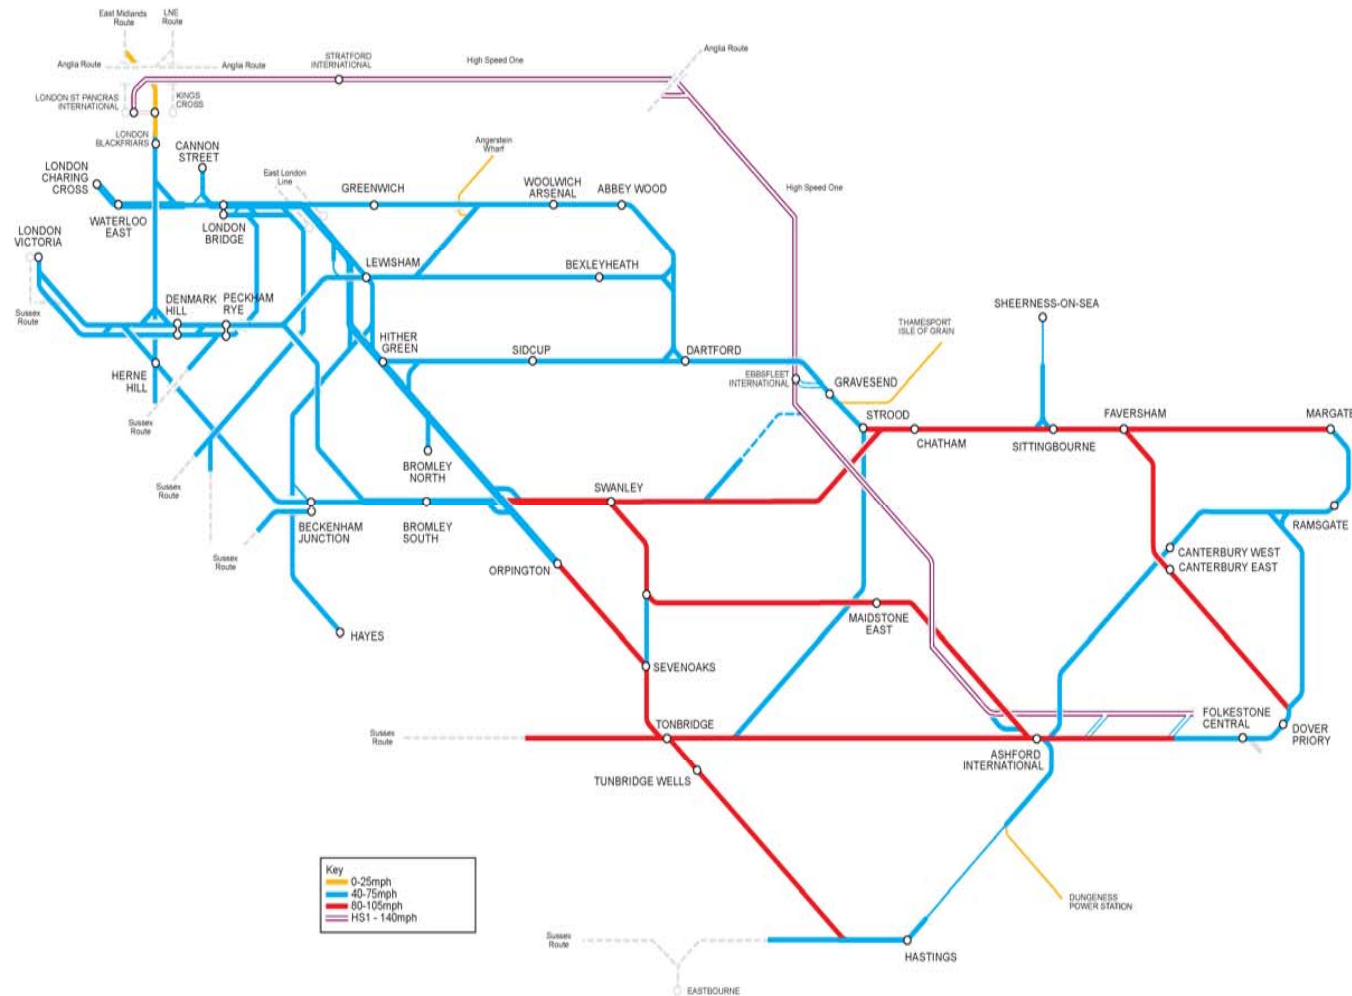 East Midlands
Route
LNE
Route
Anglia Route
Anglia Route
STRATFORD
INTERNATIONAL
High Speed One
Anglia Route
LONDON ST PANCRAS
INTERNATIONAL
KINGS
CROSS
LONDON
BLACKFRIARS
CANNON
STREET
LONDON
CHARING
CROSS
East London
Line
Angerstein
Wharf
GREENWICH
WOOLWICH
ARSENAL
ABBEY WOOD
High Speed One
WATERLOO
EAST
LONDON
BRIDGE
LONDON
VICTORIA
LEWISHAM
BEXLEYHEATH
Sussex
Route
DENMARK
HILL
PECKHAM
RYE
SHEERNESS-ON-SEA
THAMESPORT
ISLE OF GRAIN
HITHER
GREEN
SIDCUP
DARTFORD
HERNE
HILL
EBBSFLEET
INTERNATIONAL
GRAVESEND
Sussex
Route
STROOD
FAVERSHAM
MARGATE
CHATHAM
SITTINGBOURNE
BROMLEY
NORTH
Sussex
Route
SWANLEY
BECKENHAM
JUNCTION
BROMLEY
SOUTH
RAMSGATE
Sussex
Route
CANTERBURY WEST
CANTERBURY EAST
ORPINGTON
MAIDSTONE
EAST
HAYES
SEVENOAKS
FOLKESTONE
CENTRAL
TONBRIDGE
Sussex
Route
DOVER
PRIORY
ASHFORD
INTERNATIONAL
TUNBRIDGE WELLS
Key
0-25mph
40-75mph
80-105mph
HS1 - 140mph
DUNGENESS
POWER STATION
Sussex
Route
HASTINGS
EASTBOURNE